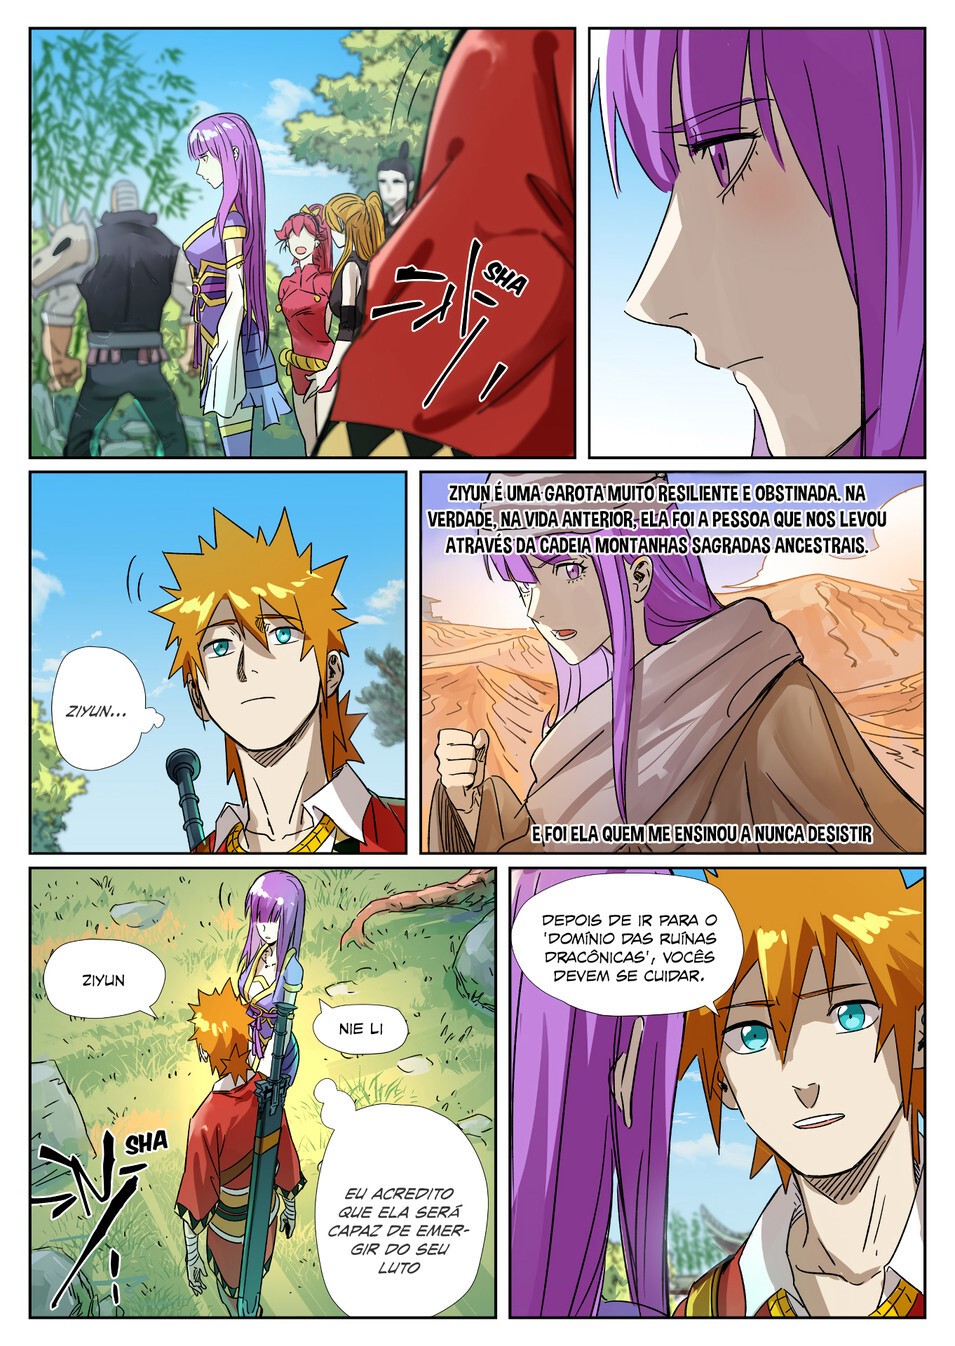 SHA
ZIYUN...
ZIYUN É UMA GAROTA MUITO RESILIENTE E OBSTINADA. NA
VERDADE, NA VIDA ANTERIOR, ELA FOI A PESSOA QUE NOS LEVOU
ATRAVÉS DA CADEIA MONTANHAS SAGRADAS ANCESTRAIS.
E FOI ELA QUEM ME ENSINOU A NUNCA DESISTIR
ZIYUN
NIE LI
SHA
EU ACREDITO
QUE ELA SERÁ
CAPAZ DE EMER-
GIR DO SEU
LUTO
DEPOIS DE IR PARA O
'DOMÍNIO DAS RUÍNAS
DRACÔNICAS', VOCÊS
DEVEM SE CUIDAR.